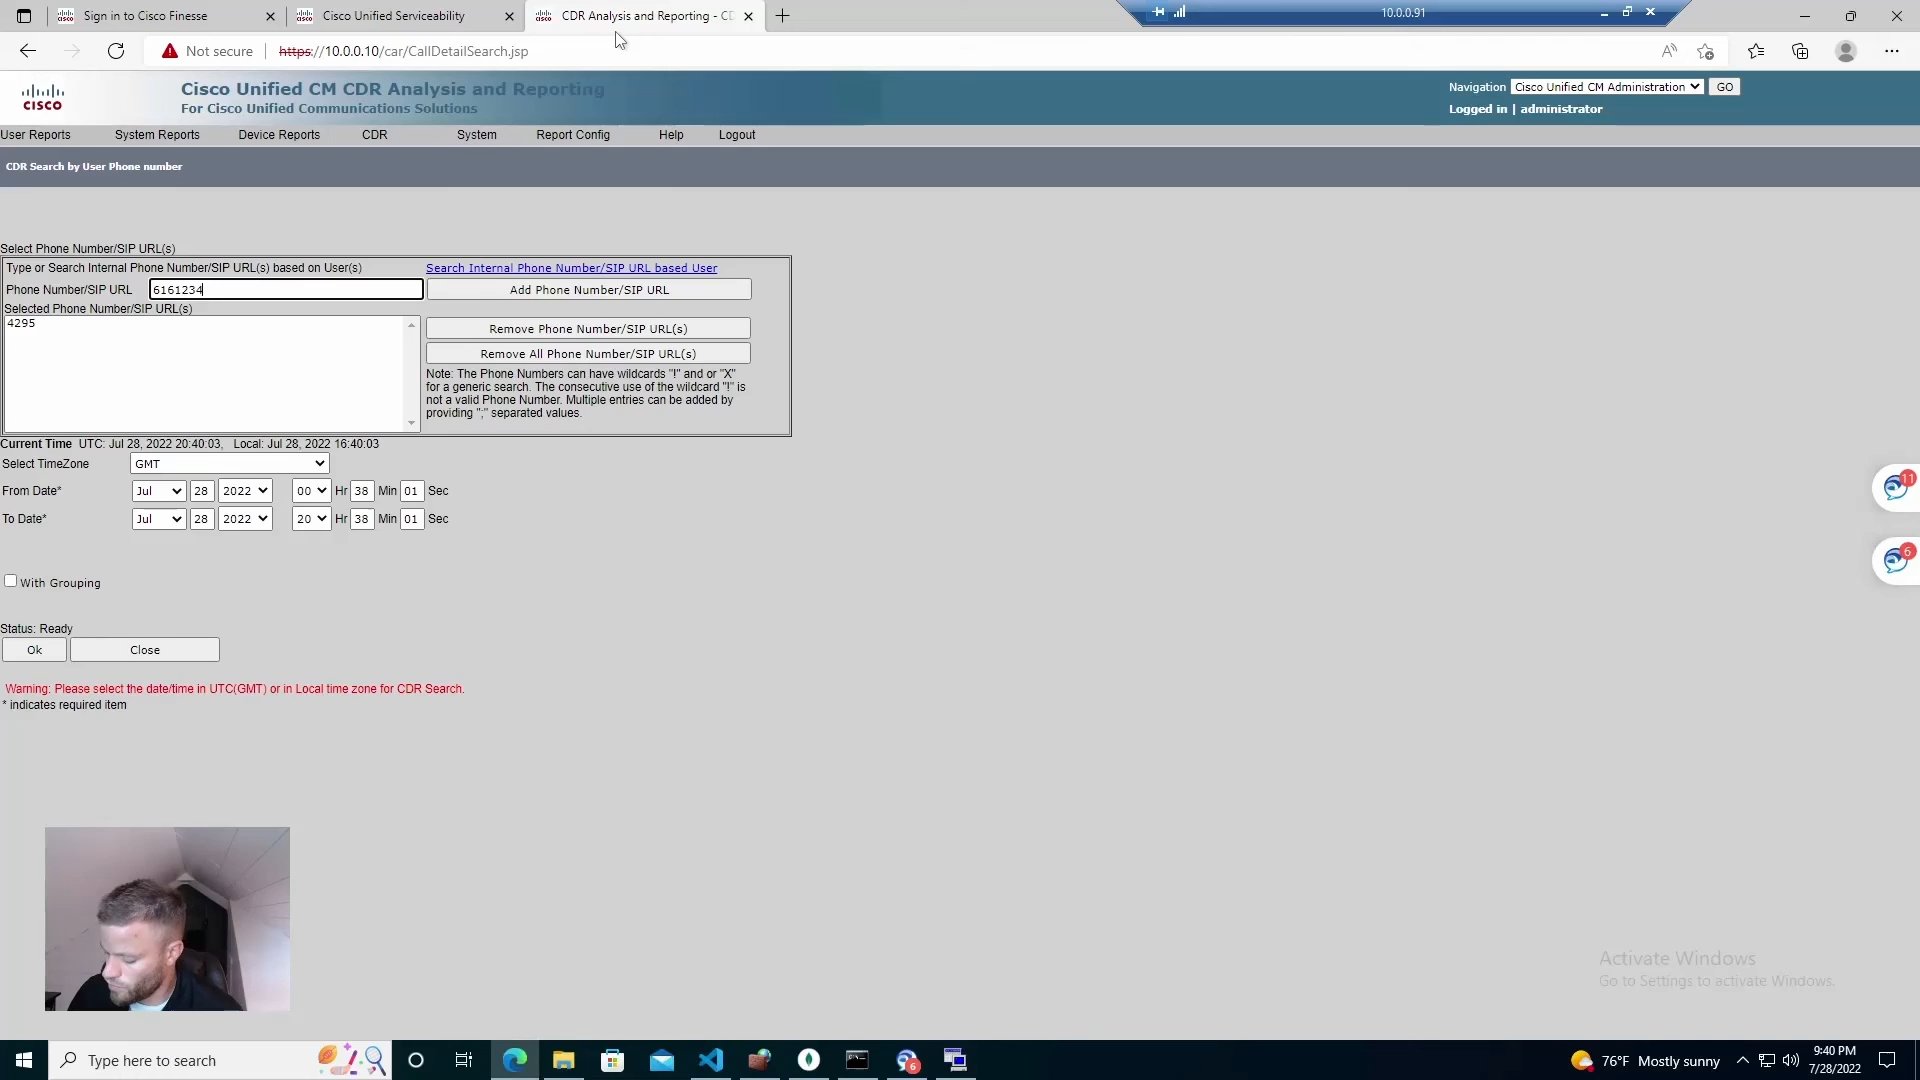 Sign in to Cisco Finesse
Cisco Unified Serviceability
CDR Analysis and Reporting - CD
10.0.0.91
Not secure
https://10.0.0.10/car/CallDetailSearch.jsp
CISCO
Cisco Unified CM CDR Analysis and Reporting
For Cisco Unified Communications Solutions
Navigation Cisco Unified CM Administration GO
Logged in | administrator
User Reports System Reports Device Reports CDR System Report Config Help Logout
CDR Search by User Phone number
Select Phone Number/SIP URL(s)
Type or Search Internal Phone Number/SIP URL(s) based on User(s) Search Internal Phone Number/SIP URL based User
Phone Number/SIP URL 6161234 Add Phone Number/SIP URL
Selected Phone Number/SIP URL(s)
4295
Remove Phone Number/SIP URL(s)
Remove All Phone Number/SIP URL(s)
Note: The Phone Numbers can have wildcards "!" and or "X"
for a generic search. The consecutive use of the wildcard "!" is
not a valid Phone Number. Multiple entries can be added by
providing ";" separated values.
Current Time UTC: Jul 28, 2022 20:40:03, Local: Jul 28, 2022 16:40:03
Select TimeZone GMT
From Date* Jul 28 2022 00 Hr 38 Min 01 Sec
To Date* Jul 28 2022 20 Hr 38 Min 01 Sec
11
6
With Grouping
Status: Ready
Ok Close
Warning: Please select the date/time in UTC(GMT) or in Local time zone for CDR Search.
* indicates required item
Activate Windows
Go to Settings to activate Windows.
Type here to search
6
76°F Mostly sunny
9:40 PM
7/28/2022